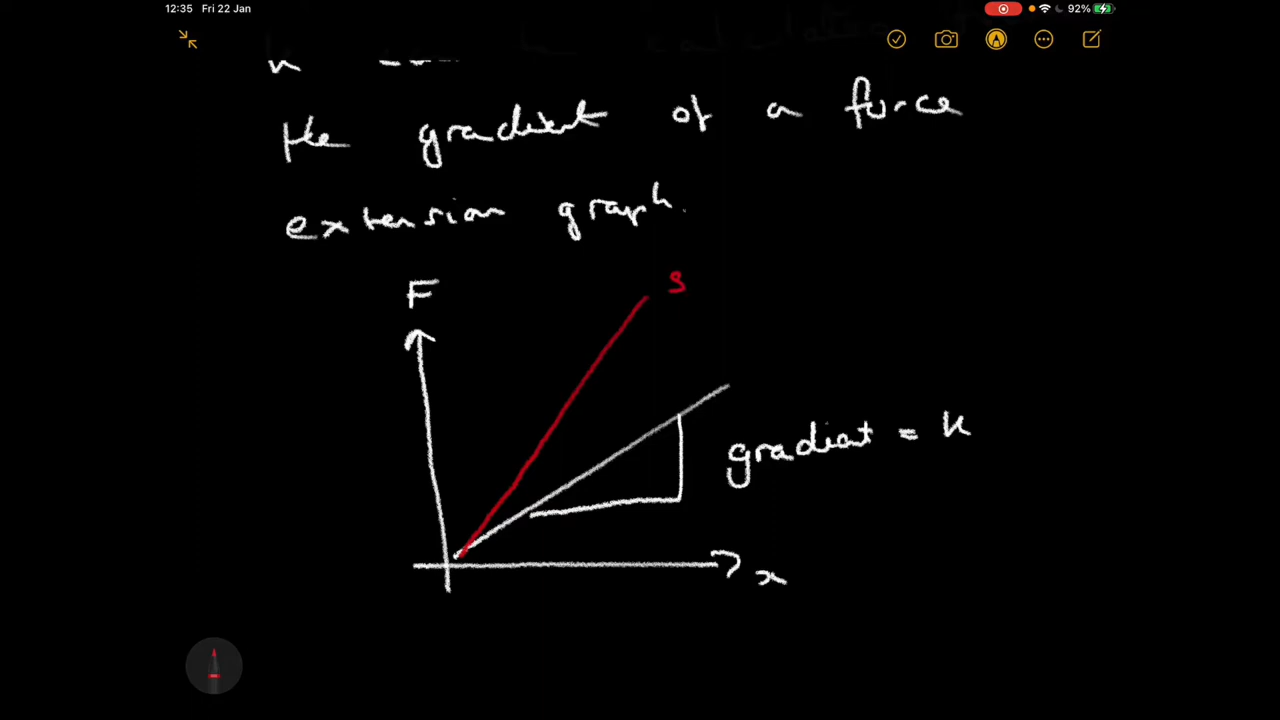 12:35 Fri 22 Jan
92%
k
the gradient of a force
extension graph.
F
s
gradient = k
x